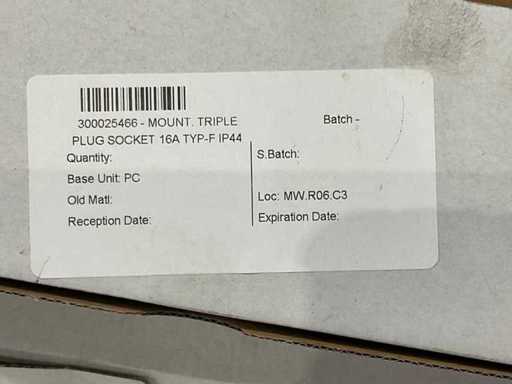 300025466 - MOUNT. TRIPLE Batch -
PLUG SOCKET 16A TYP-F IP44
Quantity: S.Batch:
Base Unit: PC
Old Matl: Loc: MW.R06.C3
Reception Date: Expiration Date: